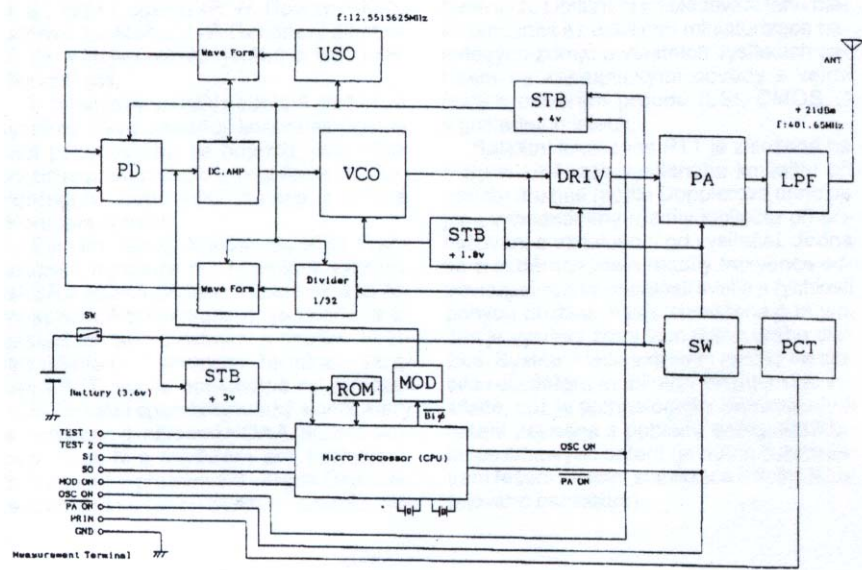 f:12.5515625MHz
Wave Form
USO
ANT
STB
+ 4v
+ 21dBm
f:401.65MHz
PD
DC.AMP
VCO
DRIV
PA
LPF
STB
+ 1.8v
Wave Form
Divider
1/32
SW
SW
PCT
STB
+ 3v
ROM
MOD
Battery (3.6v)
TEST 1
TEST 2
SI
SO
MOD ON
OSC ON
PA ON
PRIN
GND
Micro Processor (CPU)
OSC ON
PA ON
Measurement Terminal